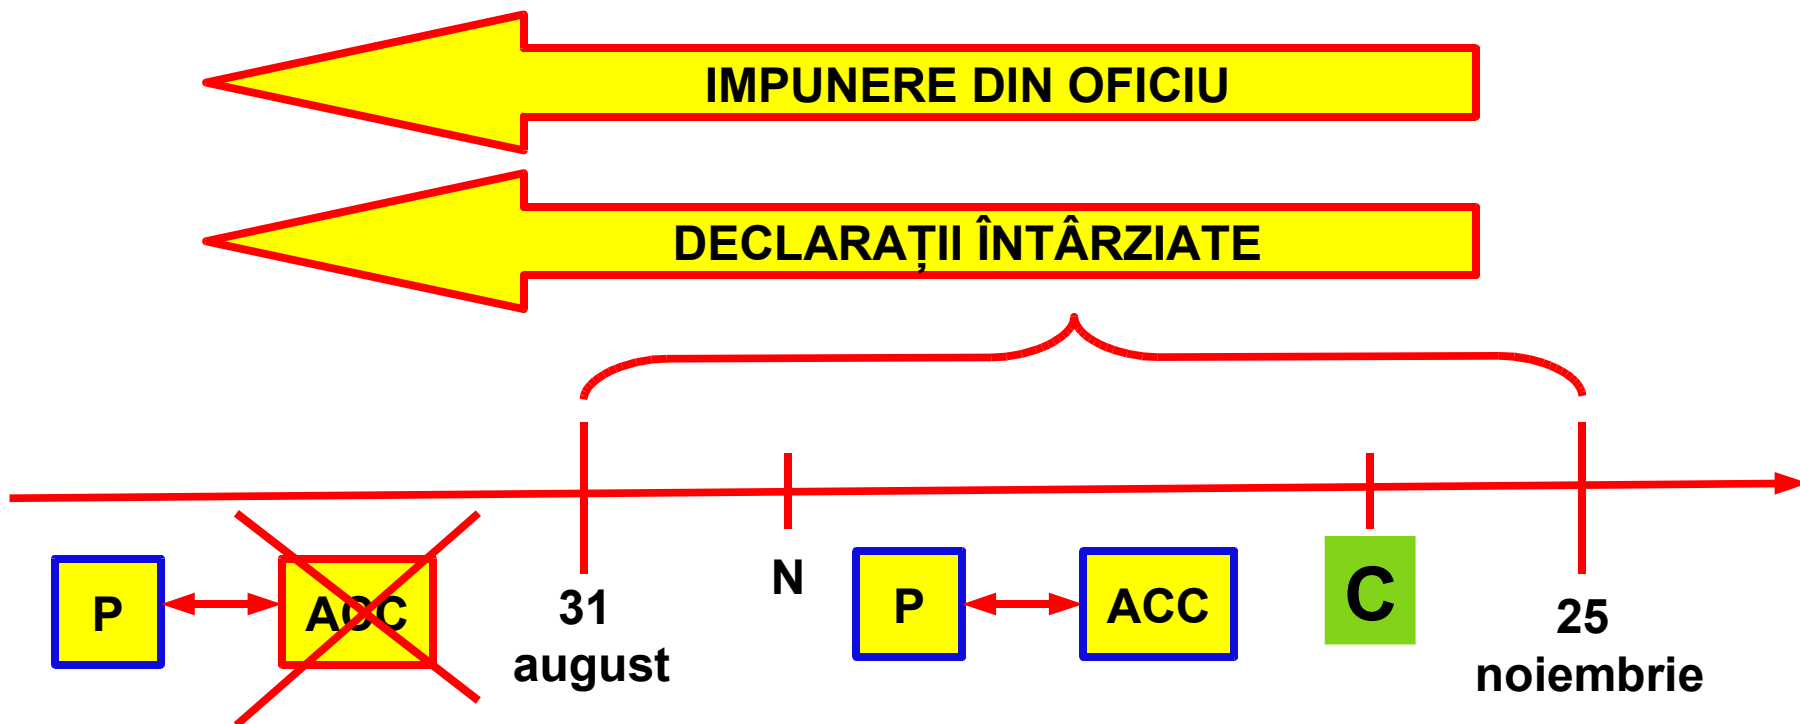 IMPUNERE DIN OFICIU
DECLARAȚII ÎNTÂRZIATE
P
ACC
31
august
N
P
ACC
C
25
noiembrie